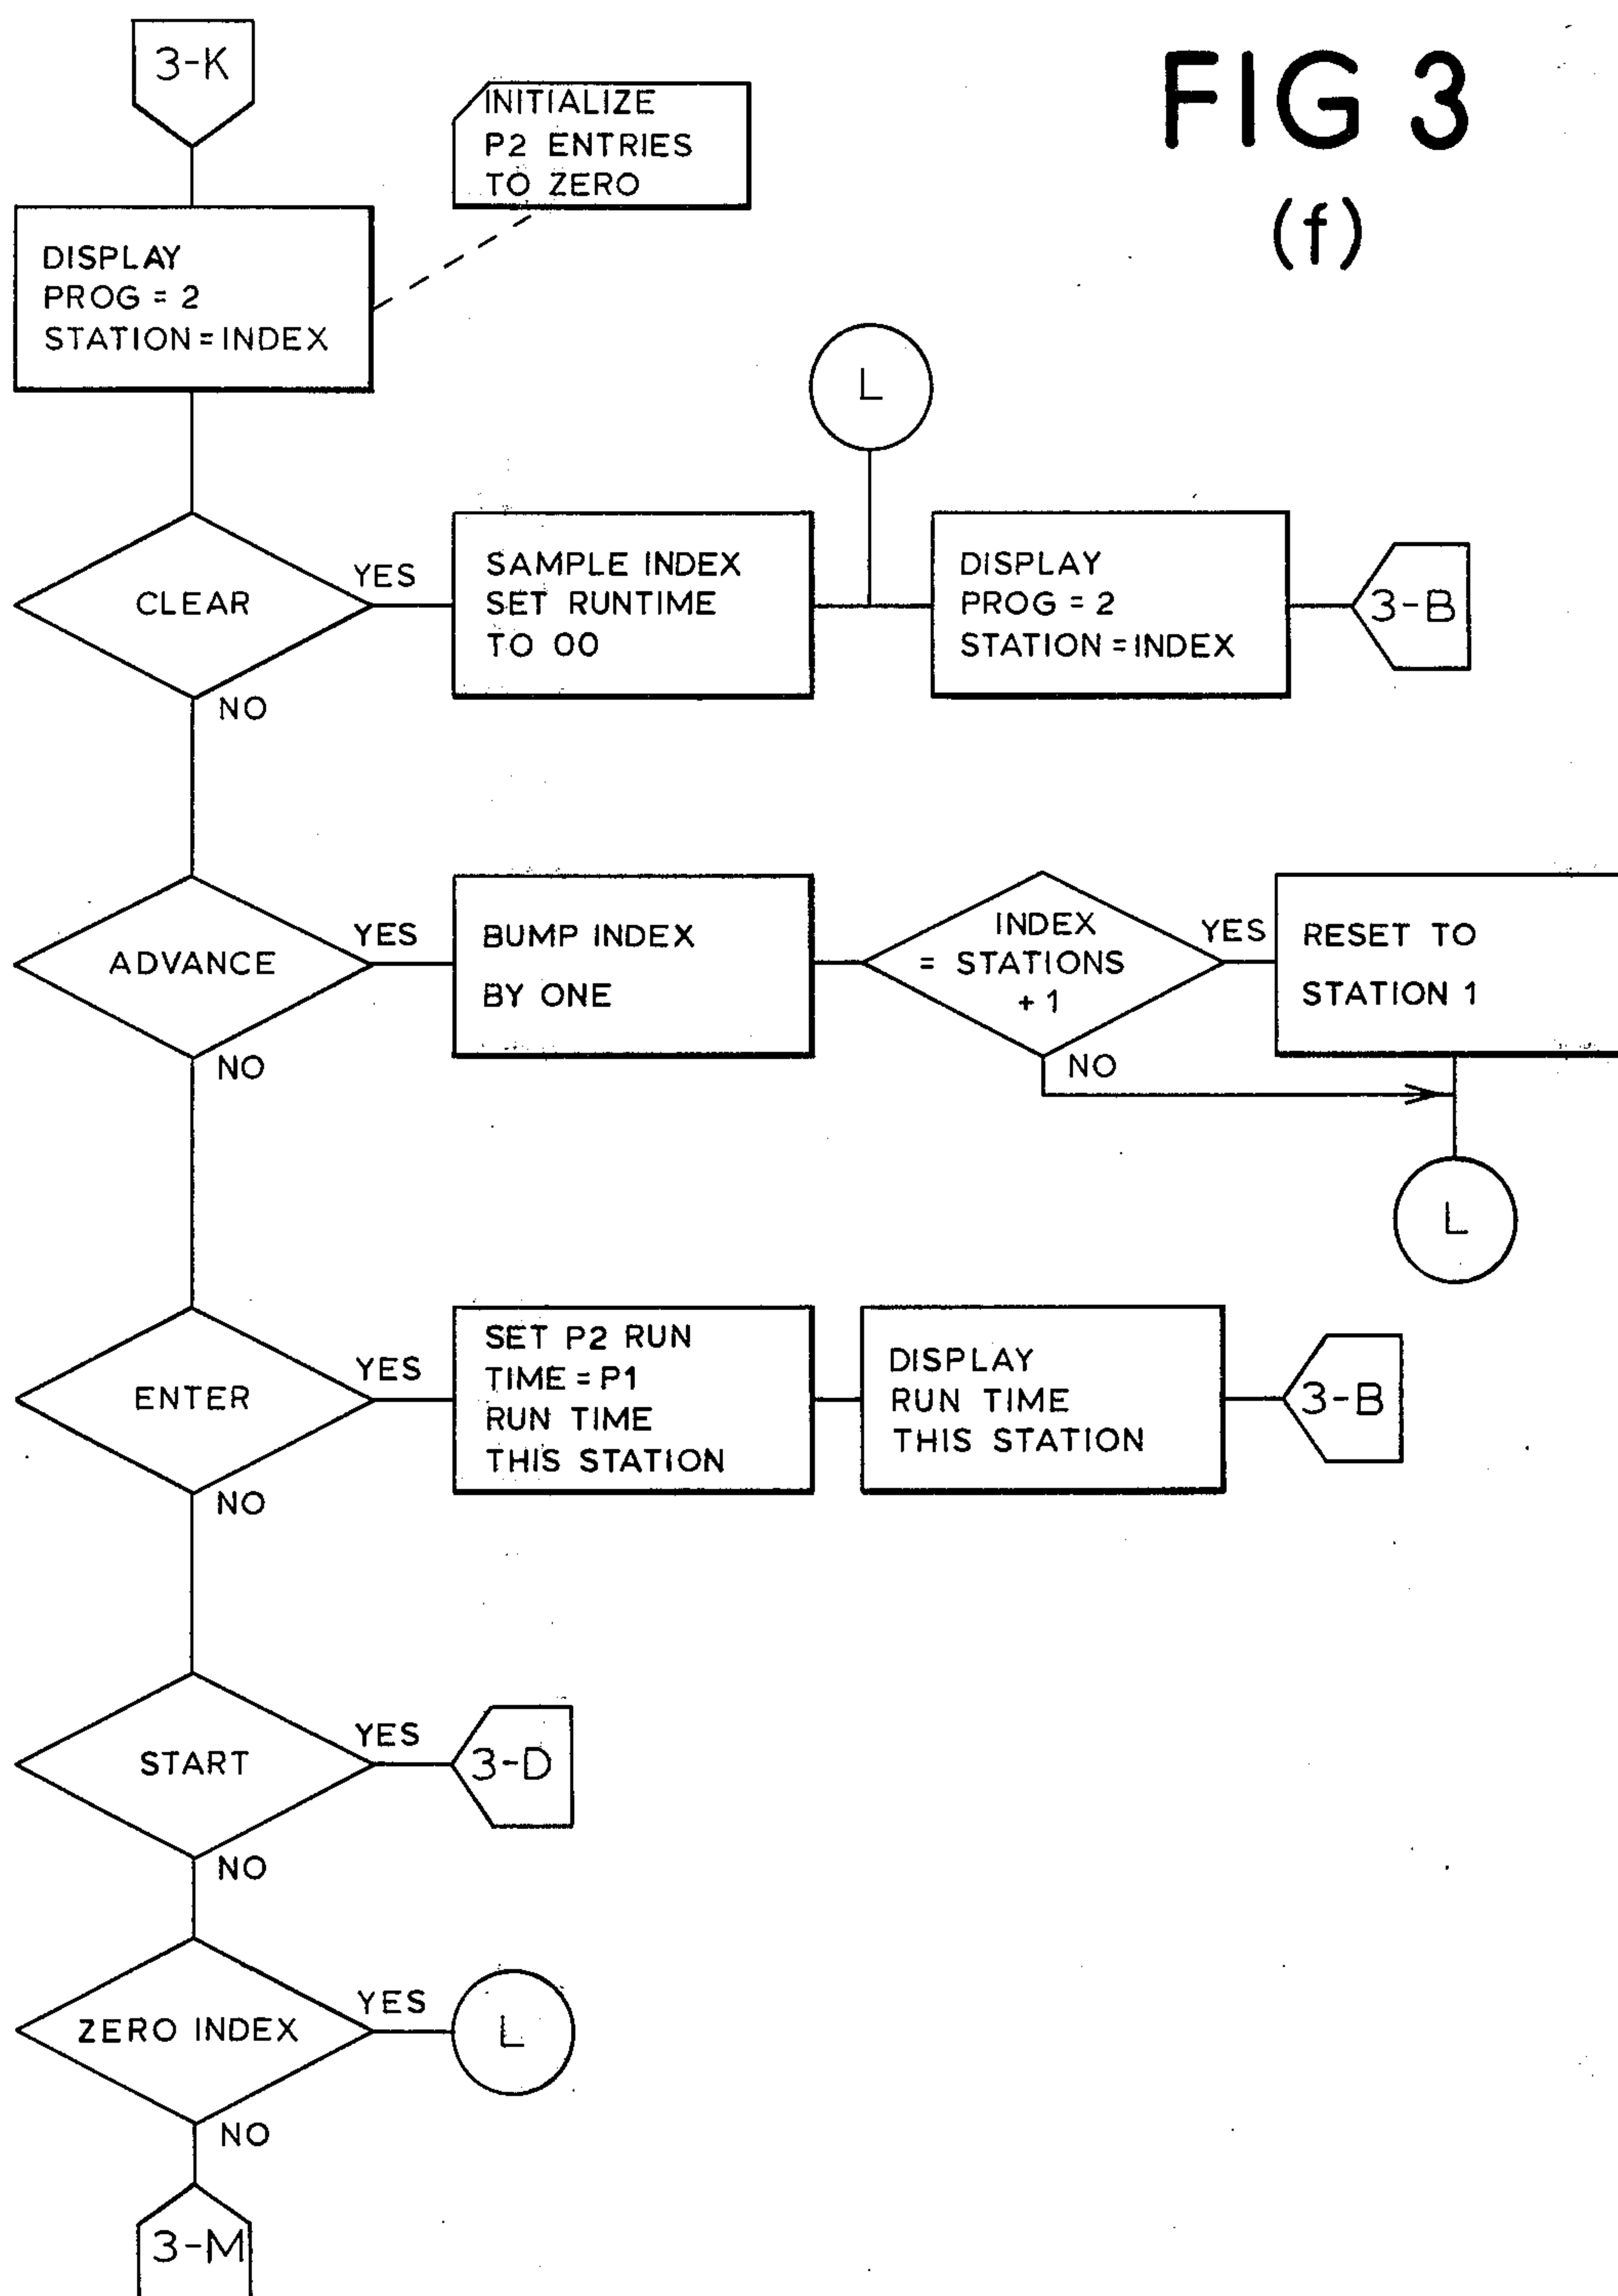 3-K
FIG 3
(f)
INITIALIZE
P2 ENTRIES
TO ZERO
DISPLAY
PROG = 2
STATION = INDEX
L
CLEAR
YES
NO
SAMPLE INDEX
SET RUNTIME
TO 00
DISPLAY
PROG = 2
STATION = INDEX
3-B
ADVANCE
YES
NO
BUMP INDEX
BY ONE
INDEX
= STATIONS
+ 1
YES
NO
RESET TO
STATION 1
L
ENTER
YES
NO
SET P2 RUN
TIME = P1
RUN TIME
THIS STATION
DISPLAY
RUN TIME
THIS STATION
3-B
START
YES
NO
3-D
ZERO INDEX
YES
NO
L
3-M